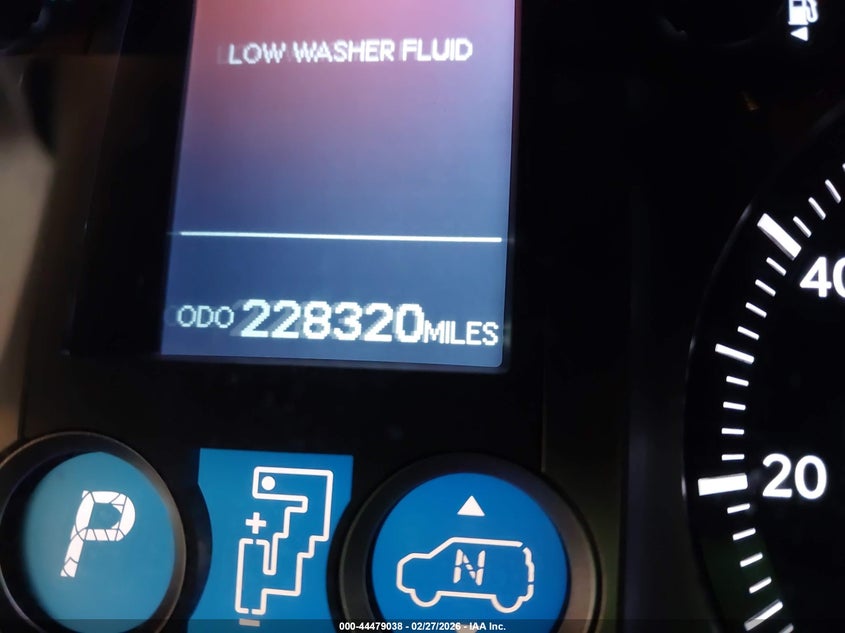 LOW WASHER FLUID
40
ODO 228320 MILES
20
P
+
N
000-44479038 - 02/27/2026 - IAA Inc.